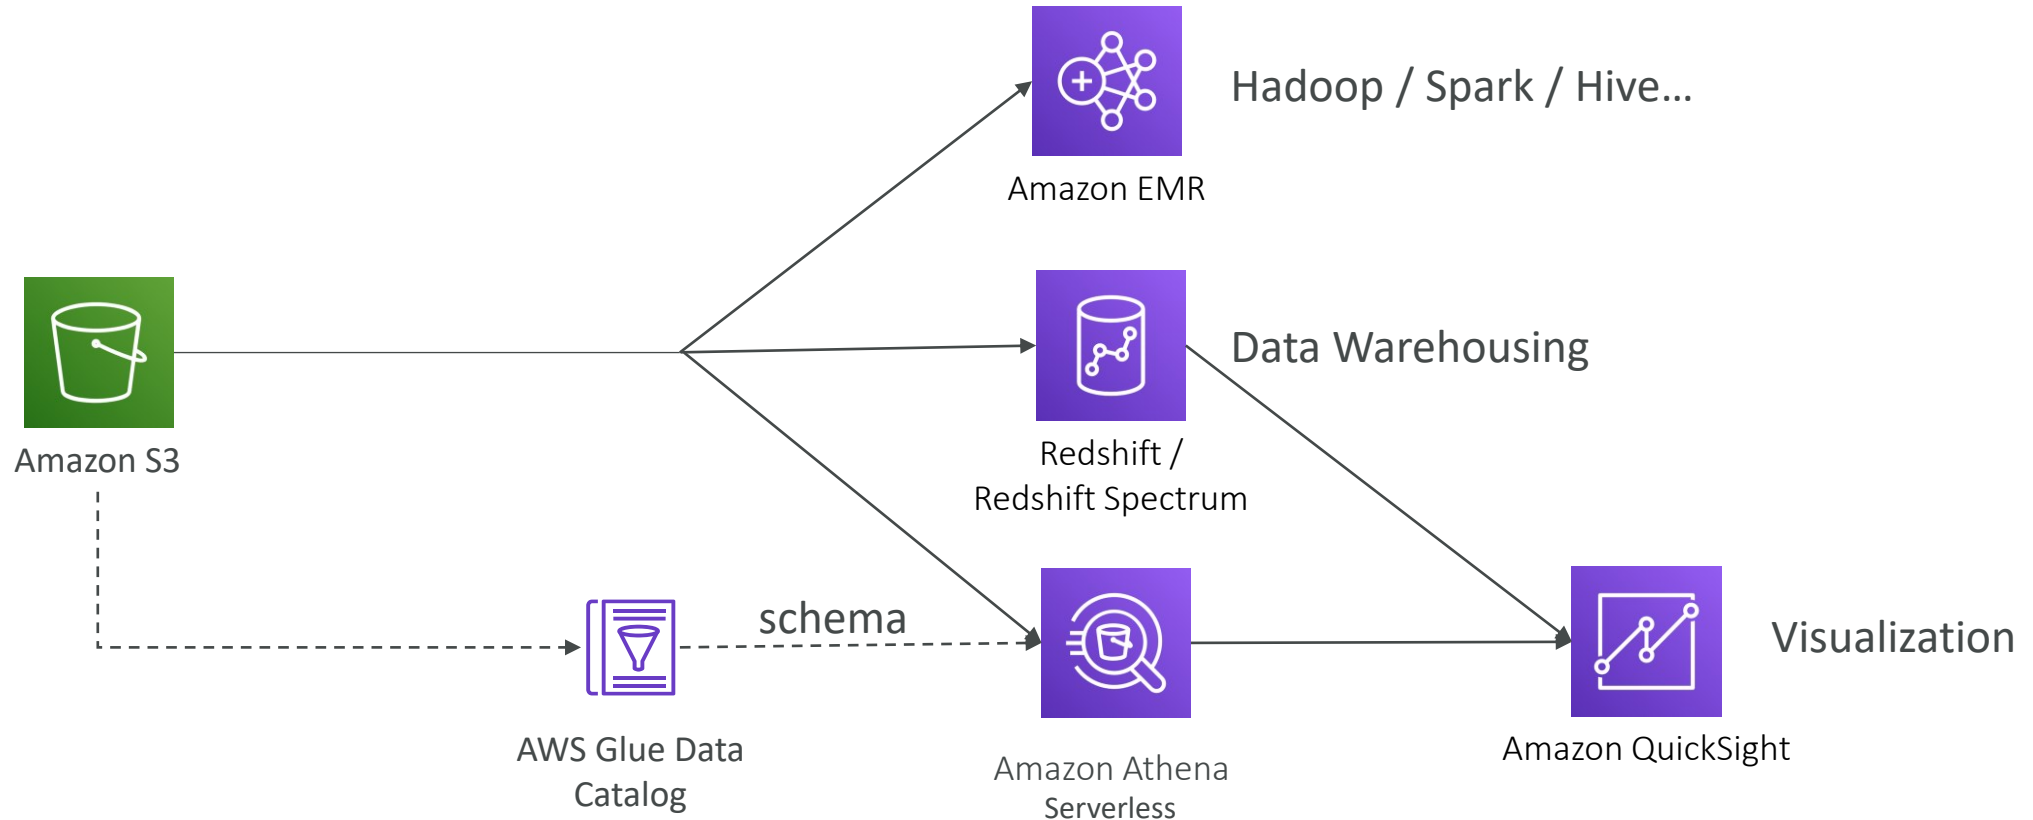 Hadoop / Spark / Hive...
Amazon EMR
Data Warehousing
Amazon S3
Redshift /
Redshift Spectrum
schema
Visualization
AWS Glue Data
Catalog
Amazon Athena
Serverless
Amazon QuickSight